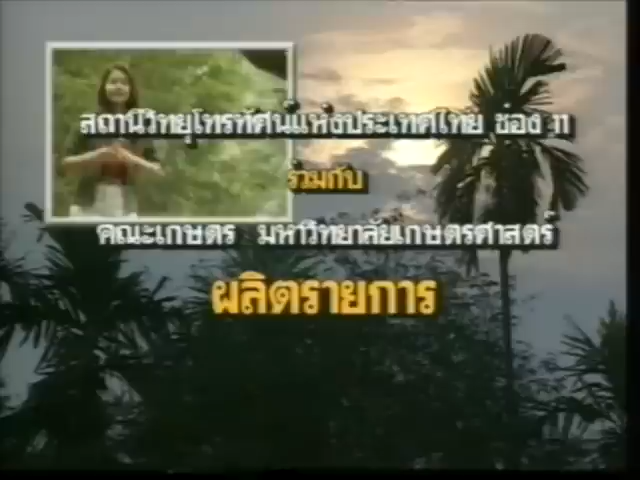 สถานีวิทยุโทรทัศน์แห่งประเทศไทย ช่อง 11
ร่วมกับ
คณะเกษตร มหาวิทยาลัยเกษตรศาสตร์
ผลิตรายการ